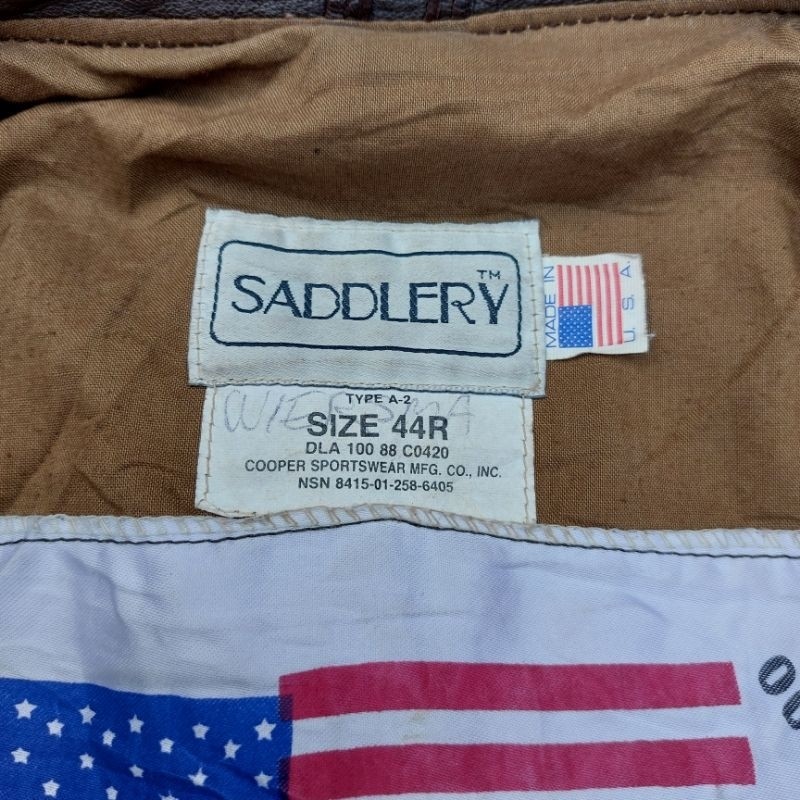 SADDLERY™
MADE IN
U.S.A.
TYPE A-2
WIERSMA
SIZE 44R
DLA 100 88 C0420
COOPER SPORTSWEAR MFG. CO., INC.
NSN 8415-01-258-6405